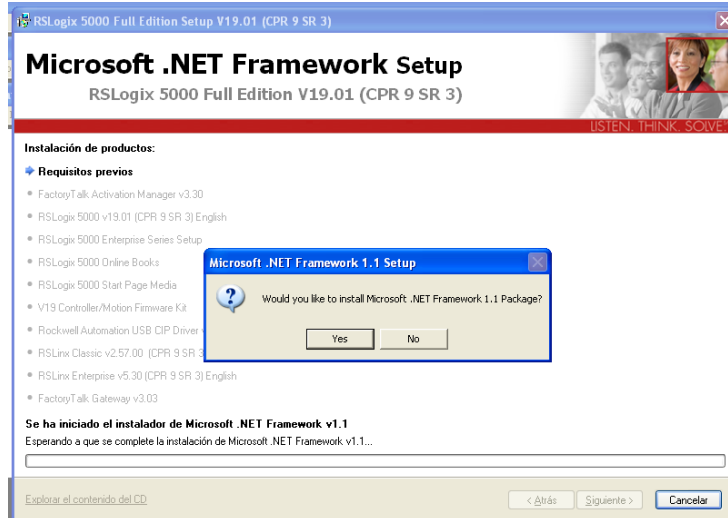 RSLogix 5000 Full Edition Setup V19.01 (CPR 9 SR 3)
Microsoft .NET Framework Setup
RSLogix 5000 Full Edition V19.01 (CPR 9 SR 3)
LISTEN. THINK. SOLVE.
Instalación de productos:
Requisitos previos
FactoryTalk Activation Manager v3.30
RSLogix 5000 v19.01 (CPR 9 SR 3) English
RSLogix 5000 Enterprise Series Setup
RSLogix 5000 Online Books
RSLogix 5000 Start Page Media
V19 Controller/Motion Firmware Kit
Rockwell Automation USB CIP Driver
RSLinx Classic v2.57.00 (CPR 9 SR 3
RSLinx Enterprise v5.30 (CPR 9 SR 3) English
FactoryTalk Gateway v3.03
Microsoft .NET Framework 1.1 Setup
Would you like to install Microsoft .NET Framework 1.1 Package?
Yes No
Se ha iniciado el instalador de Microsoft .NET Framework v1.1
Esperando a que se complete la instalación de Microsoft .NET Framework v1.1...
Explorar el contenido del CD
< Atrás Siguiente > Cancelar